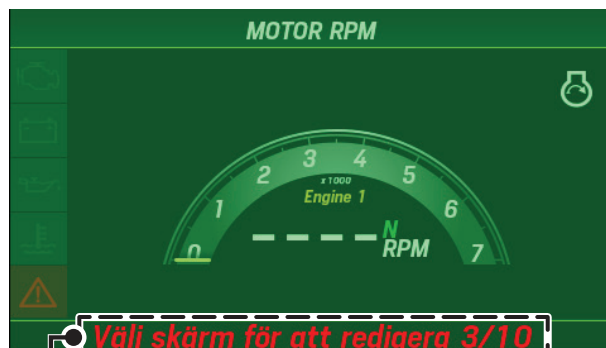 MOTOR RPM
0
1
2
3
4
5
6
7
x 1000
Engine 1
---- N
RPM
Välj skärm för att redigera 3/10